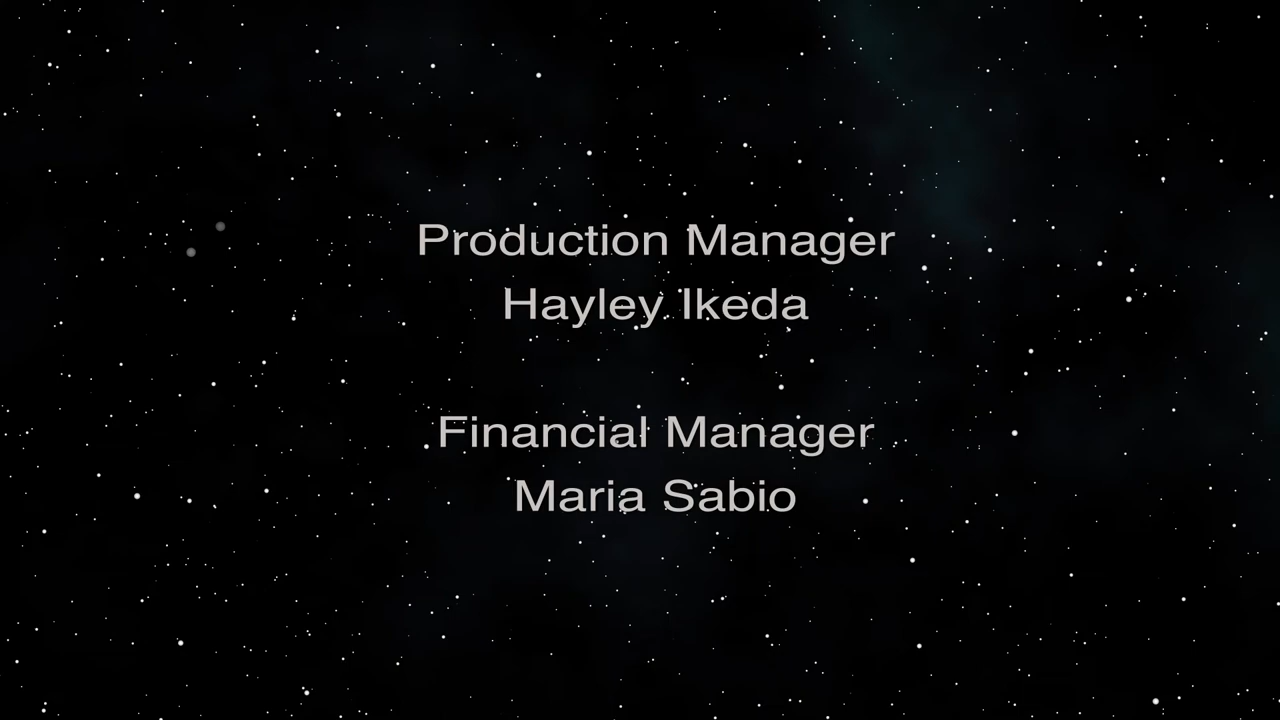 Production Manager
Hayley Ikeda
Financial Manager
Maria Sabio